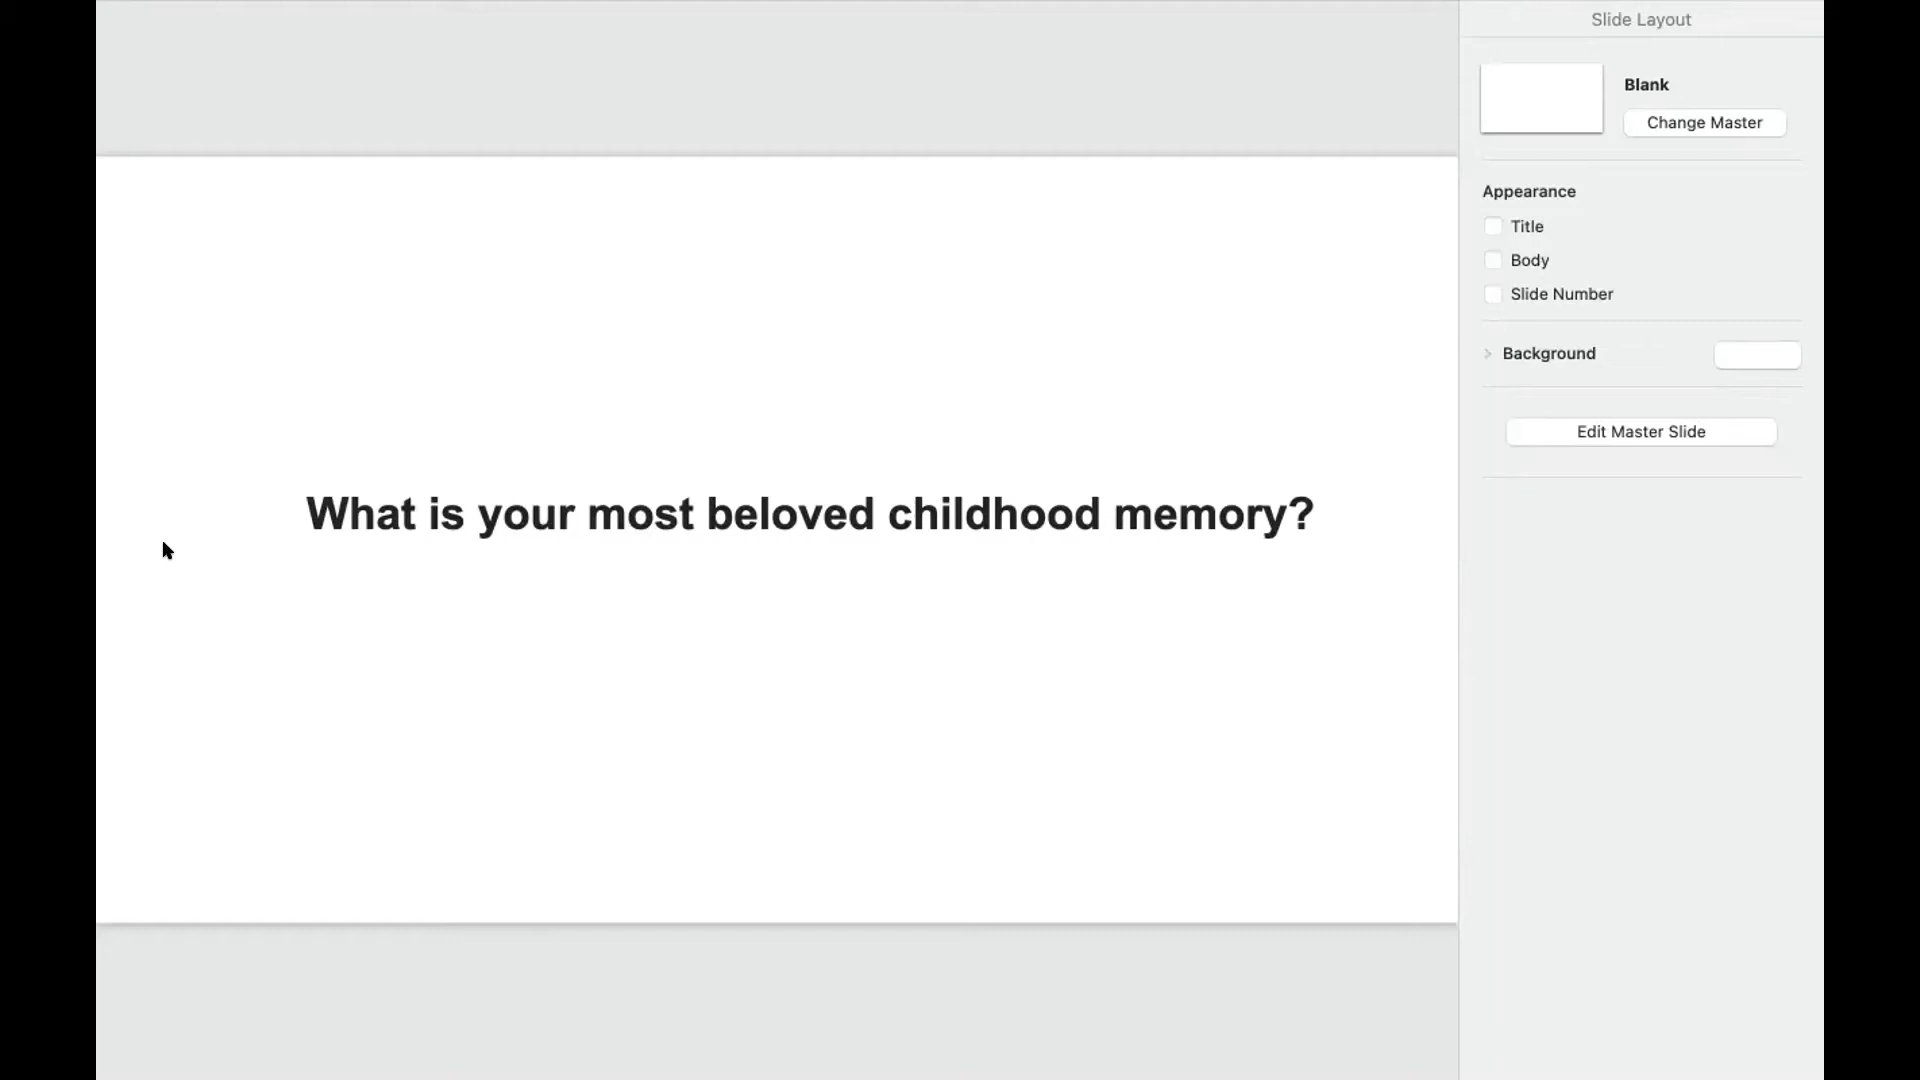 Slide Layout
Blank
Change Master
Appearance
Title
Body
Slide Number
Background
Edit Master Slide
What is your most beloved childhood memory?